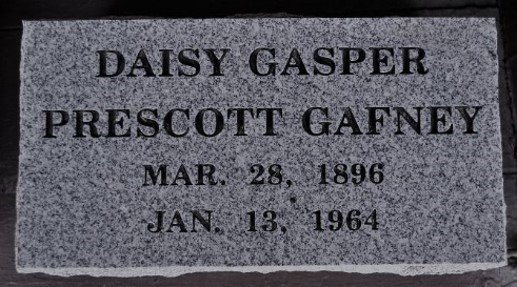 DAISY GASPER
PRESCOTT GAFNEY
MAR. 28, 1896
JAN. 13, 1964